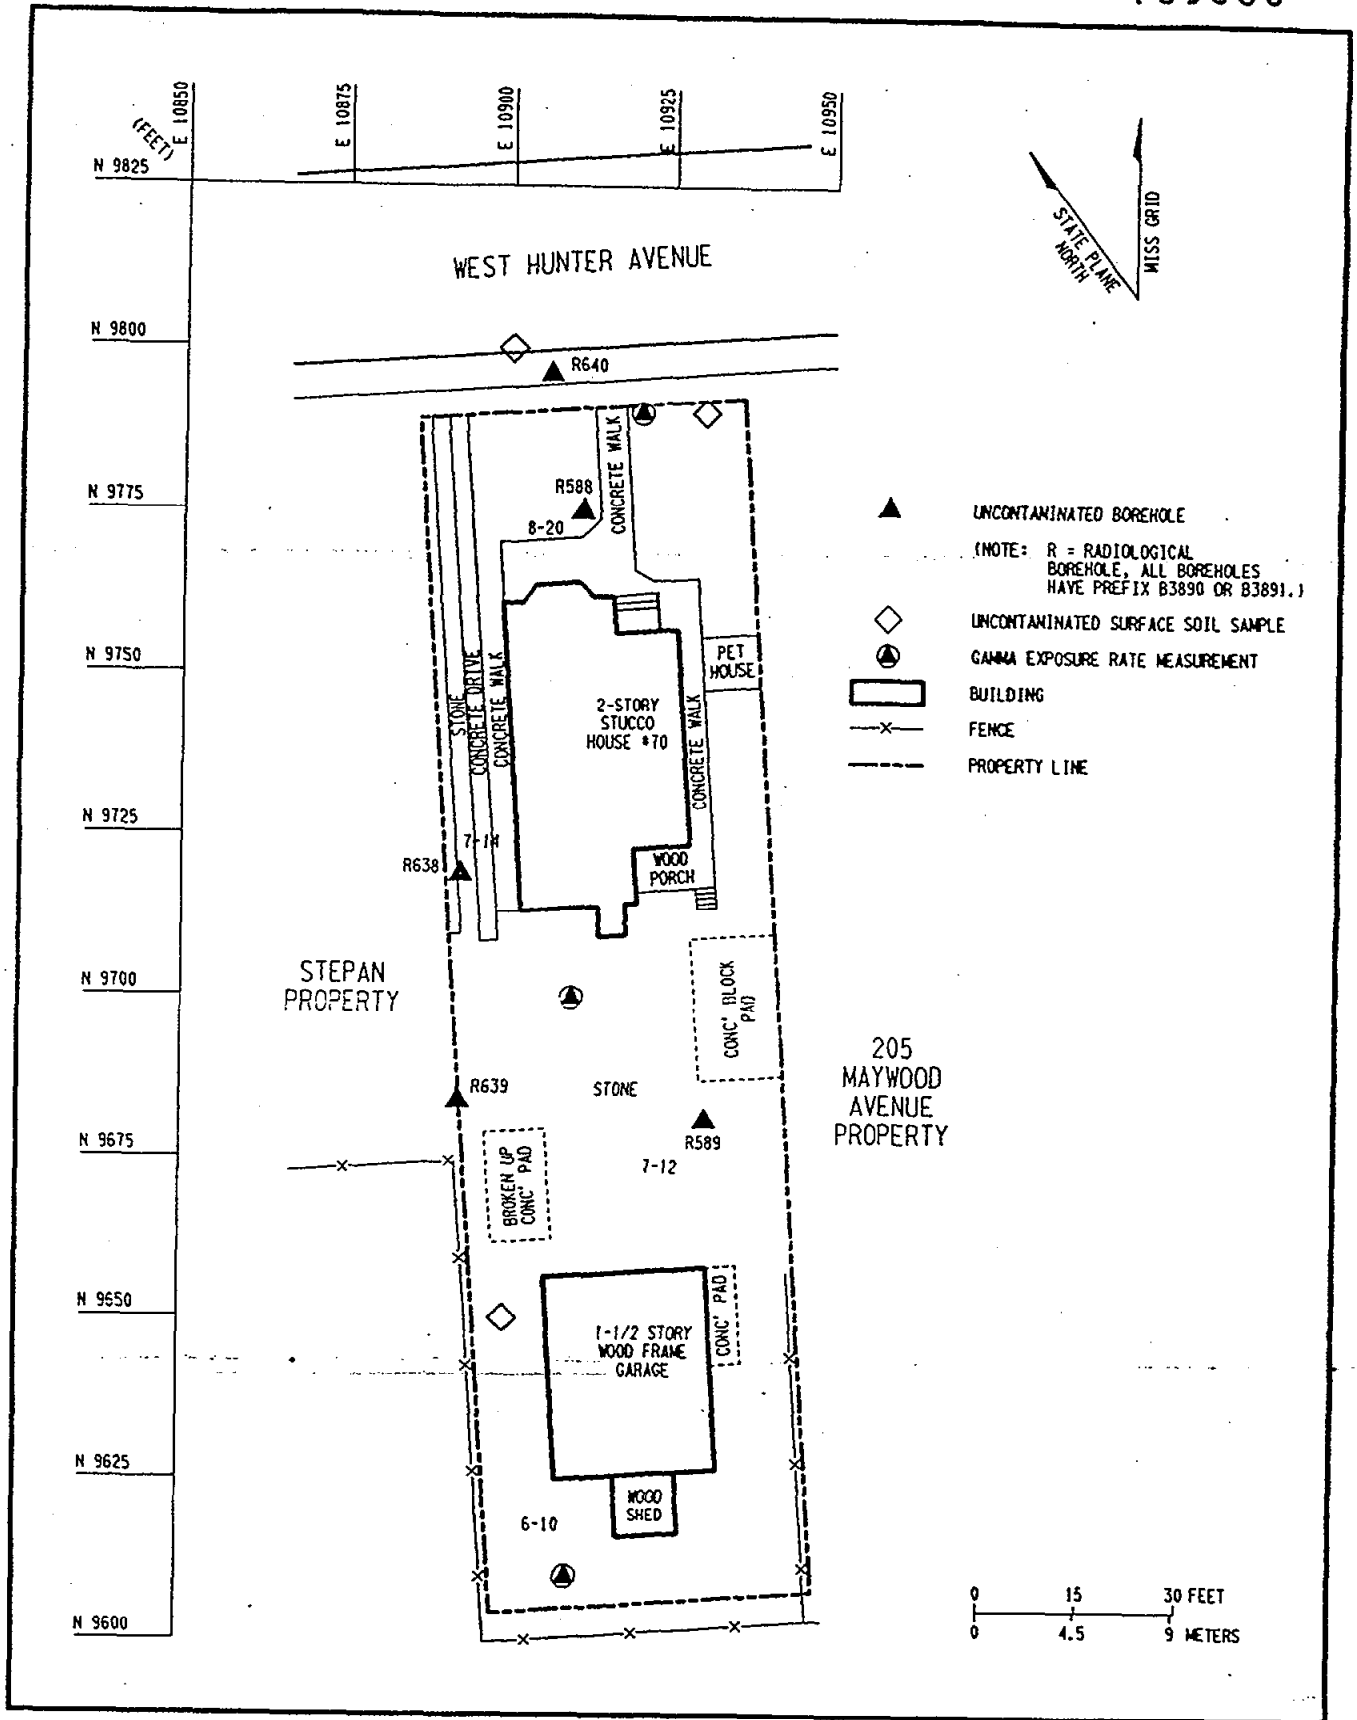 E 10850
E 10875
E 10900
E 10925
E 10950
(FEET)
N 9825
WEST HUNTER AVENUE
STATE PLANE
NORTH
MISS GRID
N 9800
R640
CONCRETE WALK
N 9775
R588
8-20
UNCONTAMINATED BOREHOLE
(NOTE: R = RADIOLOGICAL
BOREHOLE, ALL BOREHOLES
HAVE PREFIX B3890 OR B3891.)
UNCONTAMINATED SURFACE SOIL SAMPLE
GAMMA EXPOSURE RATE MEASUREMENT
BUILDING
FENCE
PROPERTY LINE
N 9750
STONE
CONCRETE DRIVE
CONCRETE WALK
2-STORY
STUCCO
HOUSE #70
CONCRETE WALK
PET
HOUSE
N 9725
7-14
R638
WOOD
PORCH
N 9700
STEPAN
PROPERTY
CONC' BLOCK
PAD
205
MAYWOOD
AVENUE
PROPERTY
R639
STONE
R589
N 9675
7-12
BROKEN UP
CONC' PAD
N 9650
1-1/2 STORY
WOOD FRAME
GARAGE
CONC' PAD
N 9625
WOOD
SHED
6-10
N 9600
0 15 30 FEET
0 4.5 9 METERS